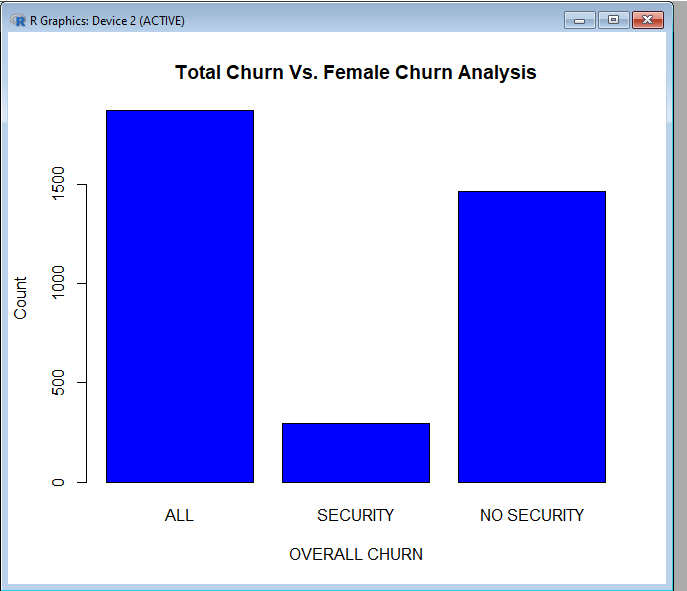 R Graphics: Device 2 (ACTIVE)
Total Churn Vs. Female Churn Analysis
1500
1000
500
0
Count
ALL SECURITY NO SECURITY
OVERALL CHURN